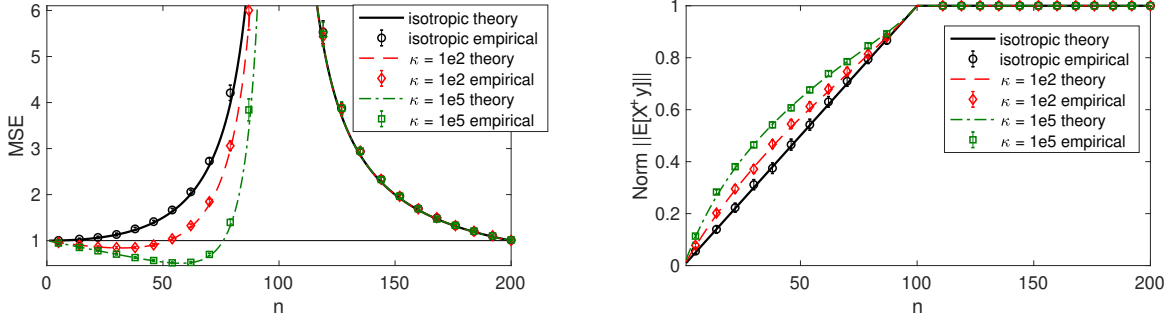 MSE
6
5
4
3
2
1
0
50
100
150
200
n
isotropic theory
isotropic empirical
κ = 1e2 theory
κ = 1e2 empirical
κ = 1e5 theory
κ = 1e5 empirical
Norm ||E[X⁺y]||
1
0.8
0.6
0.4
0.2
0
50
100
150
200
n
isotropic theory
isotropic empirical
κ = 1e2 theory
κ = 1e2 empirical
κ = 1e5 theory
κ = 1e5 empirical